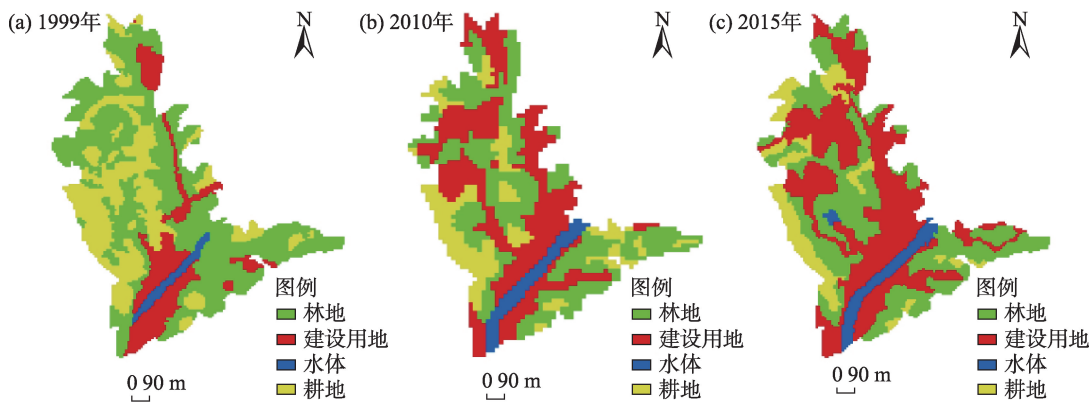 (a) 1999年
N
图例
林地
建设用地
水体
耕地
0 90 m
(b) 2010年
N
图例
林地
建设用地
水体
耕地
0 90 m
(c) 2015年
N
图例
林地
建设用地
水体
耕地
0 90 m